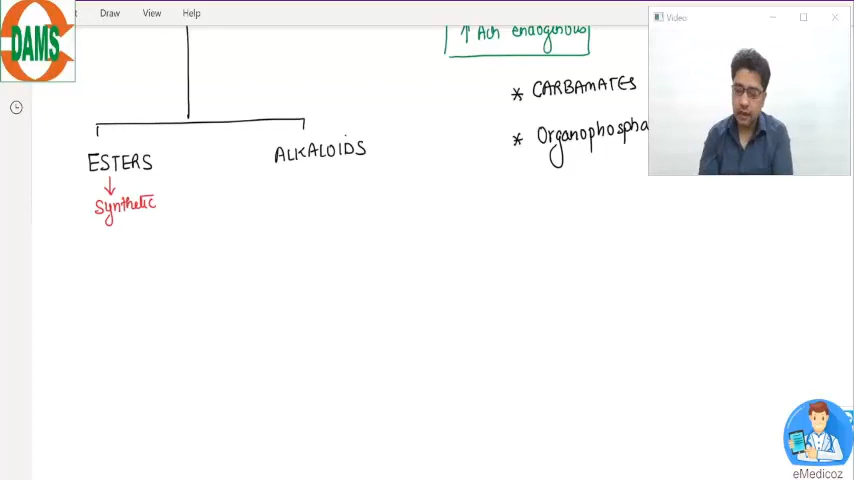 DAMS
Draw View Help
Video
↑ Ach endogenous
* CARBAMATES
* Organophospha
ESTERS
ALKALOIDS
↓
Synthetic
eMedicoz